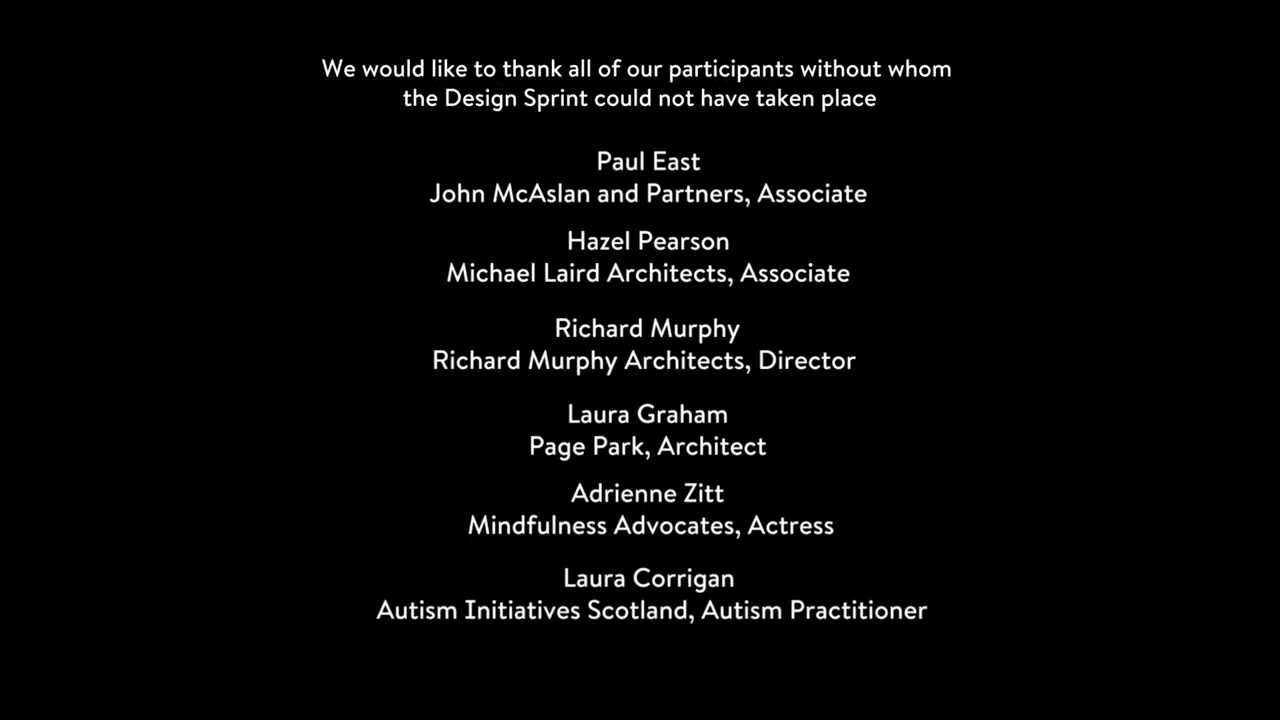 We would like to thank all of our participants without whom
the Design Sprint could not have taken place
Paul East
John McAslan and Partners, Associate
Hazel Pearson
Michael Laird Architects, Associate
Richard Murphy
Richard Murphy Architects, Director
Laura Graham
Page Park, Architect
Adrienne Zitt
Mindfulness Advocates, Actress
Laura Corrigan
Autism Initiatives Scotland, Autism Practitioner